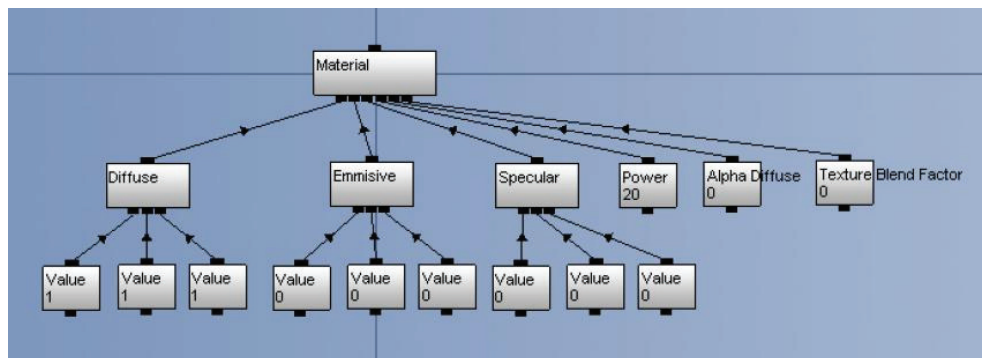 Material
Diffuse
Emmisive
Specular
Power
20
Alpha Diffuse
0
Texture Blend Factor
0
Value
1
Value
1
Value
1
Value
0
Value
0
Value
0
Value
0
Value
0
Value
0